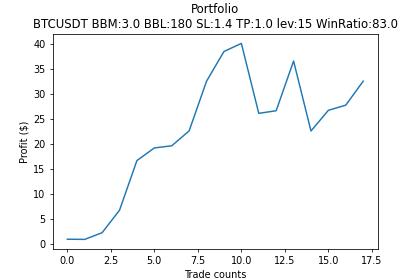 Portfolio
BTCUSDT BBM:3.0 BBL:180 SL:1.4 TP:1.0 lev:15 WinRatio:83.0
40
35
30
25
20
15
10
5
0
Profit ($)
0.0 2.5 5.0 7.5 10.0 12.5 15.0 17.5
Trade counts